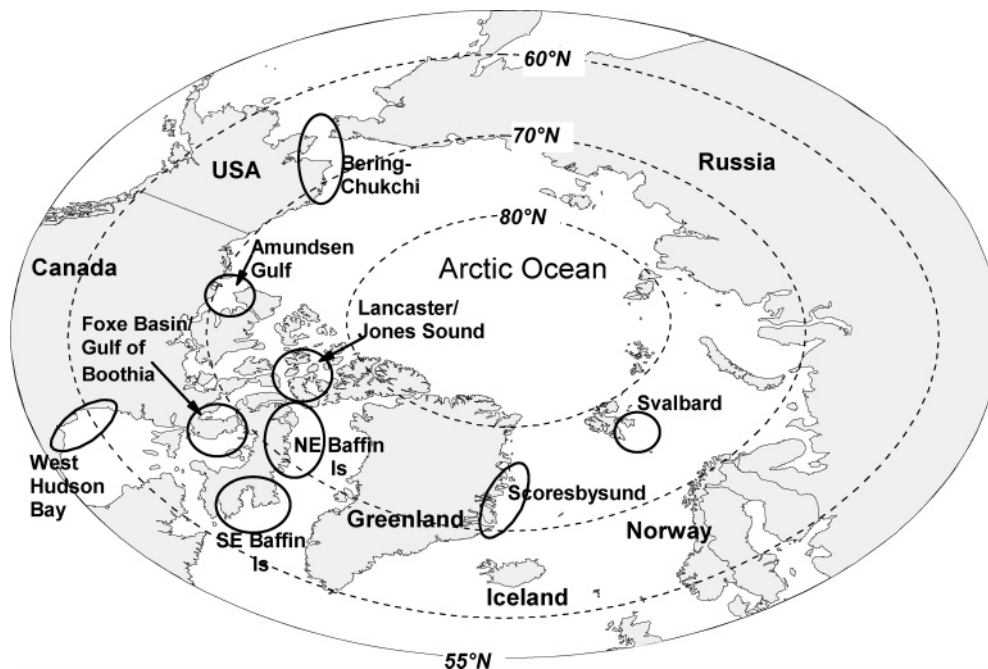 60°N
70°N
USA
Bering-
Chukchi
Russia
80°N
Amundsen
Gulf
Canada
Arctic Ocean
Lancaster/
Jones Sound
Foxe Basin/
Gulf of
Boothia
Svalbard
NE Baffin
Is
West
Hudson
Bay
Scoresbysund
Greenland
Norway
SE Baffin
Is
Iceland
55°N